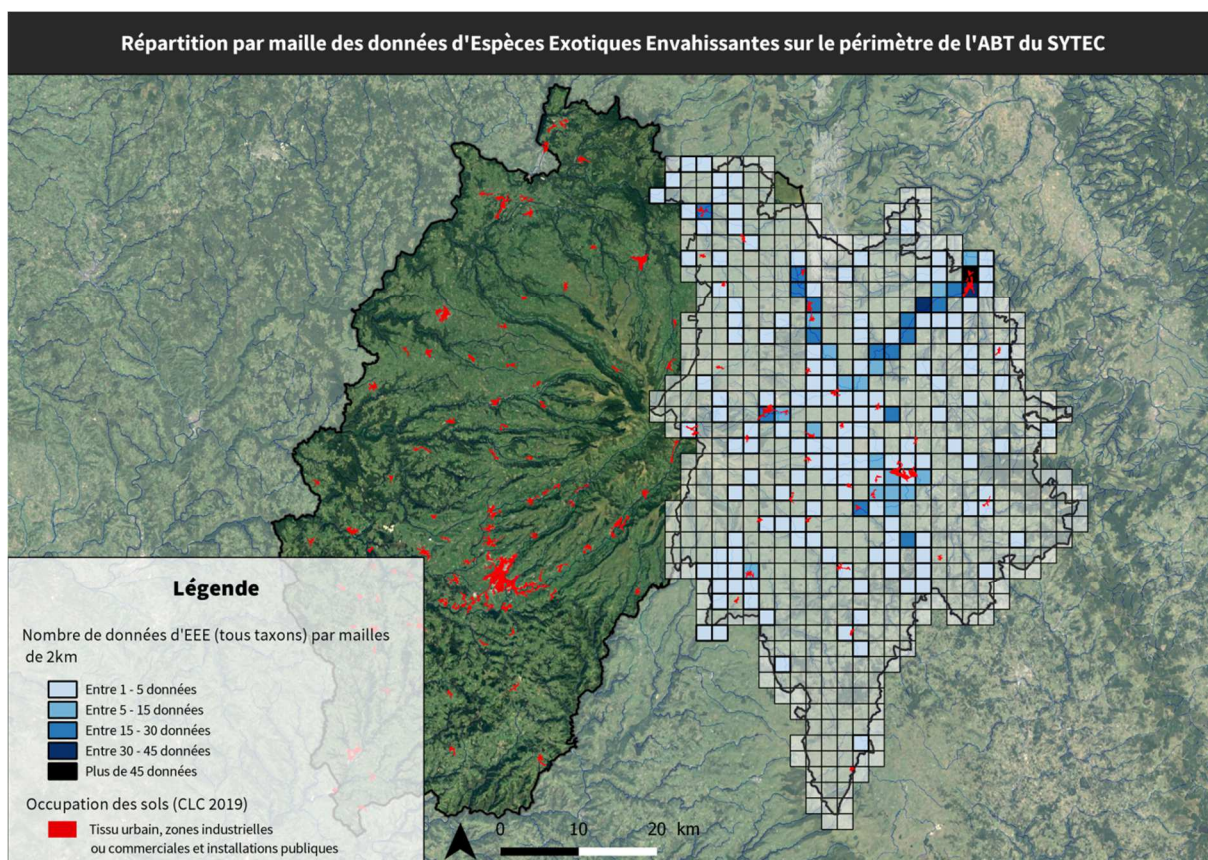 Répartition par maille des données d'Espèces Exotiques Envahissantes sur le périmètre de l'ABT du SYTEC
Légende
Nombre de données d'EEE (tous taxons) par mailles
de 2km
Entre 1 - 5 données
Entre 5 - 15 données
Entre 15 - 30 données
Entre 30 - 45 données
Plus de 45 données
Occupation des sols (CLC 2019)
Tissu urbain, zones industrielles
ou commerciales et installations publiques
0 10 20 km